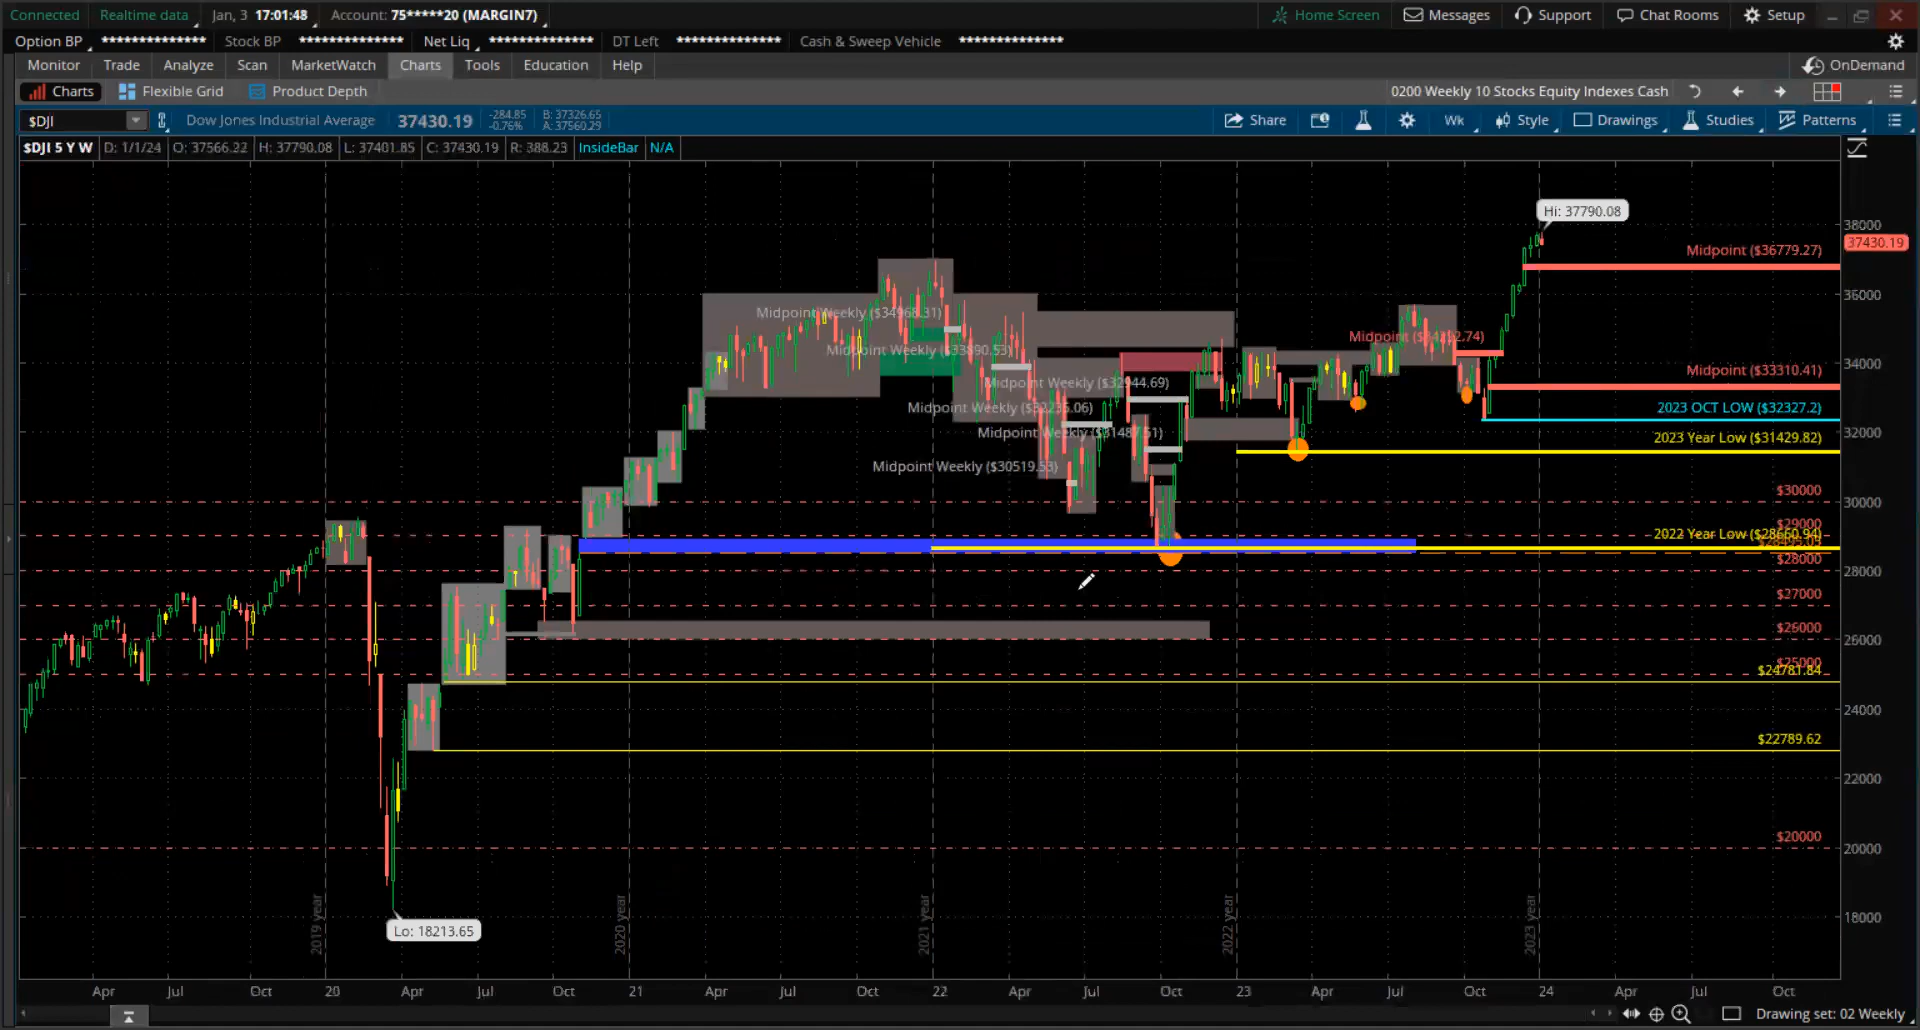 Connected Realtime data Jan, 3 17:01:48 Account: 75*****20 (MARGIN7) Home Screen Messages Support Chat Rooms Setup
Option BP ************** Stock BP ************** Net Liq ************** DT Left ************** Cash & Sweep Vehicle **************
Monitor Trade Analyze Scan MarketWatch Charts Tools Education Help OnDemand
Charts Flexible Grid Product Depth 0200 Weekly 10 Stocks Equity Indexes Cash
$DJI Dow Jones Industrial Average 37430.19 -284.85 B: 37326.65 Share Wk Style Drawings Studies Patterns
-0.76% A: 37560.29
$DJI 5 Y W D: 1/1/24 O: 37566.22 H: 37790.08 L: 37401.85 C: 37430.19 R: 388.23 InsideBar N/A
Hi: 37790.08
38000
37430.19
Midpoint ($36779.27)
36000
Midpoint Weekly ($34968.31)
Midpoint
Midpoint Weekly ($33890.53)
34000
Midpoint ($33310.41)
Midpoint Weekly ($32944.69)
2023 OCT LOW ($32327.2)
Midpoint Weekly
32000
Midpoint Weekly ($31487.51)
2023 Year Low ($31429.82)
Midpoint Weekly ($30519.53)
$30000
30000
$29000
2022 Year Low ($28660.94)
$28000
28000
$27000
$26000
26000
$25000
$24781.84
24000
$22789.62
22000
$20000
20000
18000
Lo: 18213.65
2019 year
2020 year
2021 year
2022 year
2023 year
Apr Jul Oct 20 Apr Jul Oct 21 Apr Jul Oct 22 Apr Jul Oct 23 Apr Jul Oct 24 Apr Jul Oct
Drawing set: 02 Weekly